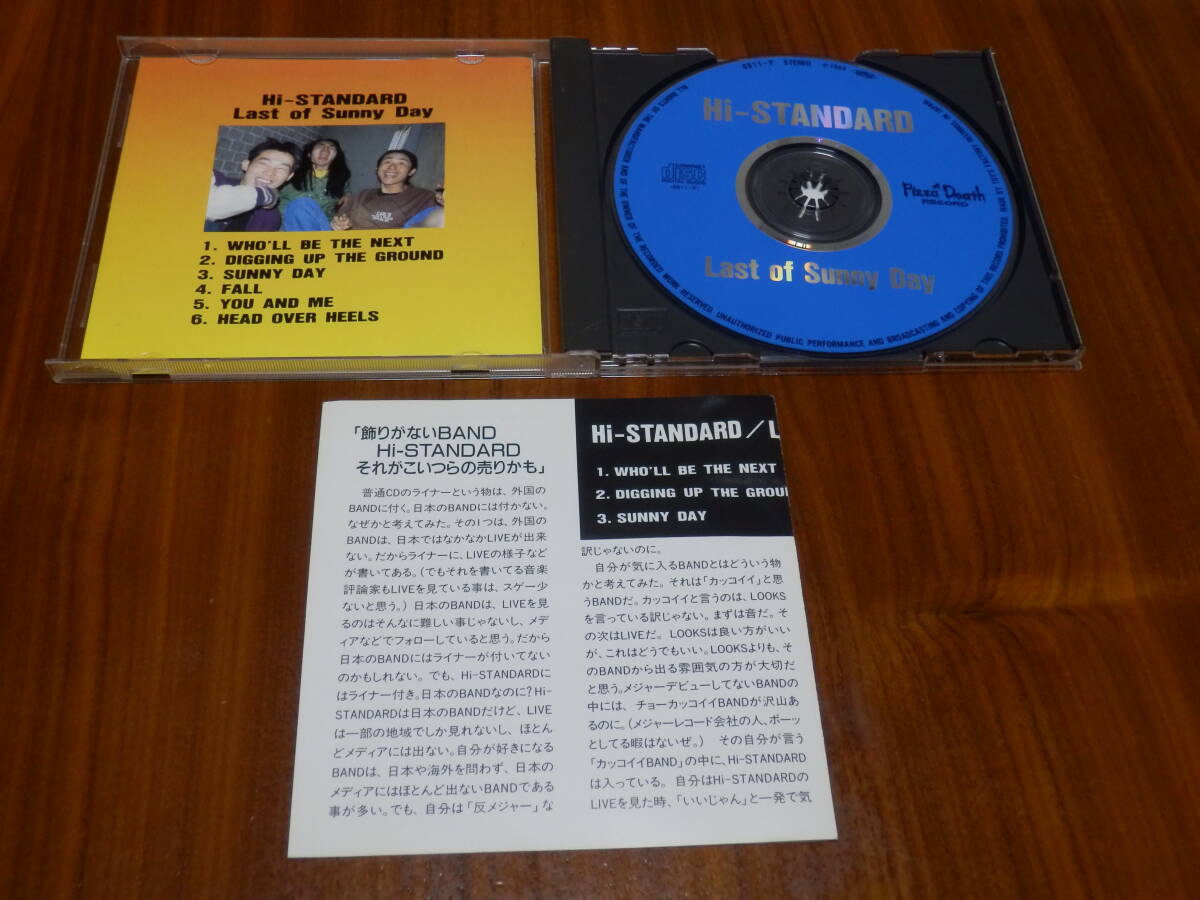 Hi-STANDARD
Last of Sunny Day
1. WHO'LL BE THE NEXT
2. DIGGING UP THE GROUND
3. SUNNY DAY
4. FALL
5. YOU AND ME
6. HEAD OVER HEELS
STEREO
Hi-STANDARD
COMPACT
disc
DIGITAL AUDIO
Pizza of Death
RECORD
Last of Sunny Day
ALL RIGHTS OF THE MANUFACTURER AND OF THE OWNER OF THE RECORDED WORK RESERVED. UNAUTHORIZED PUBLIC PERFORMANCE AND BROADCASTING AND COPYING OF THIS RECORD PROHIBITED.
IN JAPAN
「飾りがないBAND
Hi-STANDARD
それがこいつらの売りかも」
普通CDのライナーという物は、外国の
BANDに付く。日本のBANDには付かない。
なぜかと考えてみた。その1つは、外国の
BANDは、日本ではなかなかLIVEが出来
ない。だからライナーに、LIVEの様子など
が書いてある。(でもそれを書いてる音楽
評論家もLIVEを見ている事は、スゲー少
ないと思う。)日本のBANDは、LIVEを見
るのはそんなに難しい事じゃないし、メデ
ィアなどでフォローしていると思う。だから
日本のBANDにはライナーが付いてない
のかもしれない。でも、Hi-STANDARDに
はライナー付き。日本のBANDなのに?Hi-
STANDARDは日本のBANDだけど、LIVE
は一部の地域でしか見れないし、ほとん
どメディアには出ない。自分が好きになる
BANDは、日本や海外を問わず、日本の
メディアにはほとんど出ないBANDである
事が多い。でも、自分は「反メジャー」な
Hi-STANDARD/L
1. WHO'LL BE THE NEXT
2. DIGGING UP THE GROU
3. SUNNY DAY
訳じゃないのに。
自分が気に入るBANDとはどういう物
かと考えてみた。それは「カッコイイ」と思
うBANDだ。カッコイイと言うのは、LOOKS
を言っている訳じゃない。まずは音だ。そ
の次はLIVEだ。LOOKSは良い方がいい
が、これはどうでもいい。LOOKSよりも、そ
のBANDから出る雰囲気の方が大切だ
と思う。メジャーデビューしてないBANDの
中には、チョーカッコイイBANDが沢山あ
るのに。(メジャーレコード会社の人、ボーッ
としてる暇はないぜ。) その自分が言う
「カッコイイBAND」の中に、Hi-STANDARD
は入っている。自分はHi-STANDARDの
LIVEを見た時、「いいじゃん」と一発で気